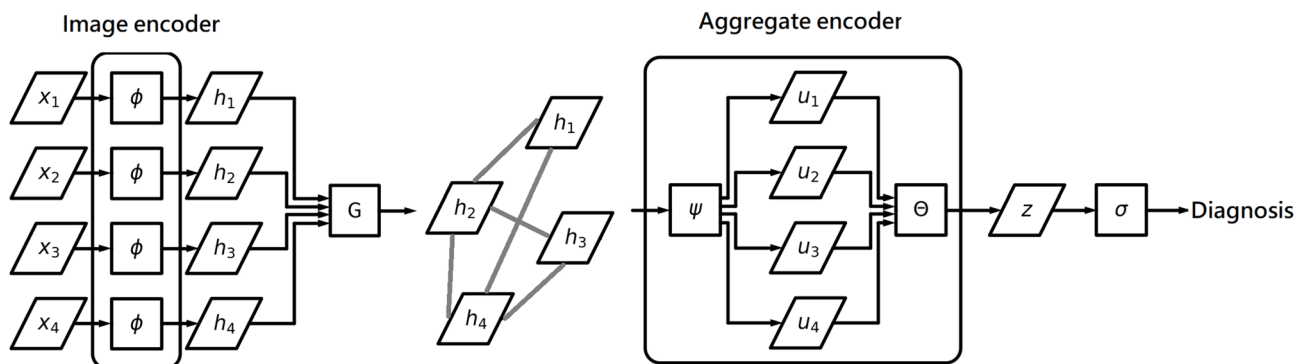 Image encoder
Aggregate encoder
x₁ ϕ h₁
x₂ ϕ h₂
x₃ ϕ h₃
x₄ ϕ h₄
G
h₁
h₂
h₃
h₄
ψ
u₁
u₂
u₃
u₄
Θ
z
σ
Diagnosis